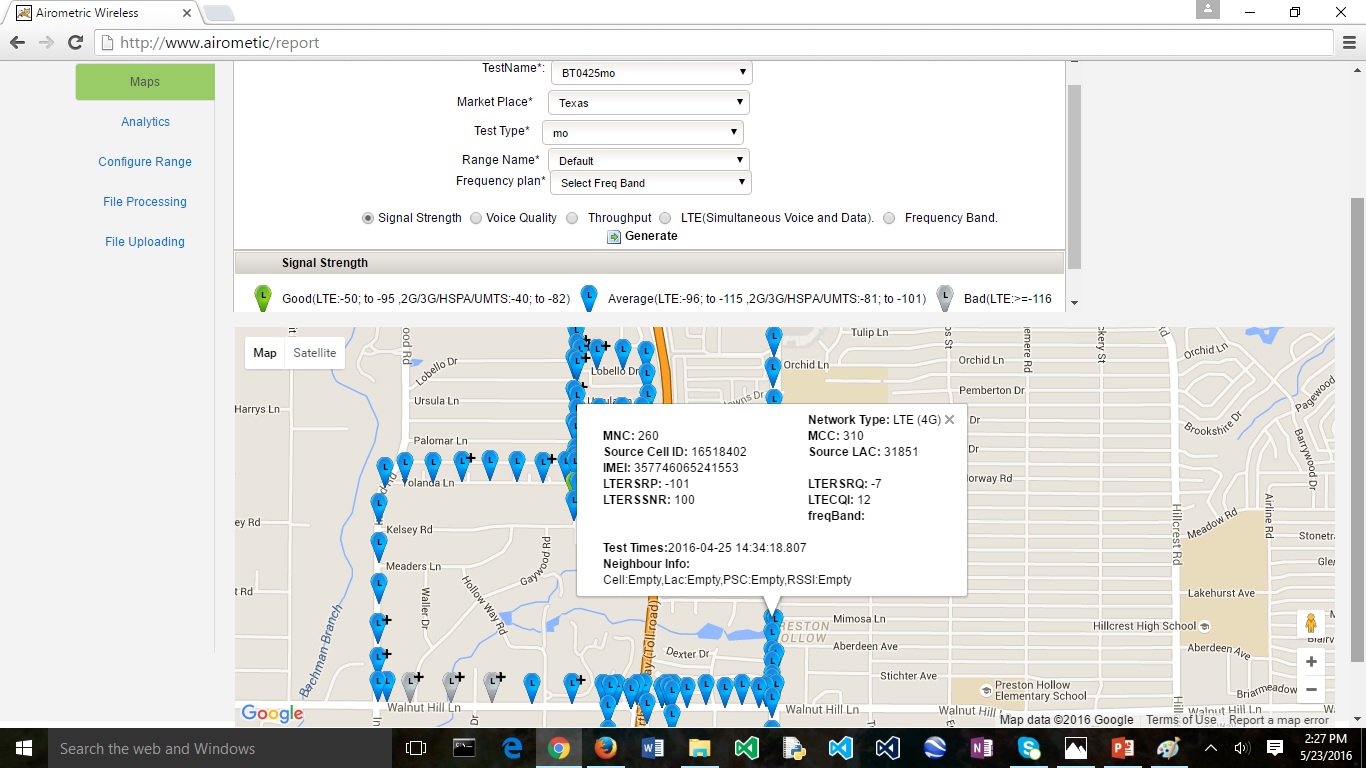 Airometric Wireless
http://www.airometic/report
Maps
Analytics
Configure Range
File Processing
File Uploading
TestName*: BT0425mo
Market Place* Texas
Test Type* mo
Range Name* Default
Frequency plan* Select Freq Band
Signal Strength Voice Quality Throughput LTE(Simultaneous Voice and Data). Frequency Band.
Generate
Signal Strength
L Good(LTE:-50; to -95 ,2G/3G/HSPA/UMTS:-40; to -82) L Average(LTE:-96; to -115 ,2G/3G/HSPA/UMTS:-81; to -101) L Bad(LTE:>=-116
Map Satellite
Tulip Ln
Orchid Ln
Orchid Ln
Lobello Dr
Lobello Dr
Pemberton Dr
Ursula Ln
Harrys Ln
Pagewood
Brookshire Dr
Barrywood Dr
Palomar Ln
Yolanda Ln
Norway Rd
Kelsey Rd
Meadow Rd
Airline Rd
Hillcrest Rd
Meaders Ln
Gaywood Rd
Hollow Way Rd
Waller Dr
Bachman Branch
Lakehurst Ave
Mimosa Ln
PRESTON
HOLLOW
Hillcrest High School
Aberdeen Ave
Aberdeen Ave
Dexter Dr
Stichter Ave
Preston Hollow
Elementary School
Briarmeadow
Walnut Hill Ln
Walnut Hill Ln
Walnut Hill Ln
Network Type: LTE (4G)
MNC: 260 MCC: 310
Source Cell ID: 16518402 Source LAC: 31851
IMEI: 357746065241553
LTERSRP: -101 LTERSRQ: -7
LTERSSNR: 100 LTECQI: 12
freqBand:
Test Times:2016-04-25 14:34:18.807
Neighbour Info:
Cell:Empty,Lac:Empty,PSC:Empty,RSSI:Empty
Google
Map data ©2016 Google Terms of Use Report a map error
Search the web and Windows
2:27 PM
5/23/2016